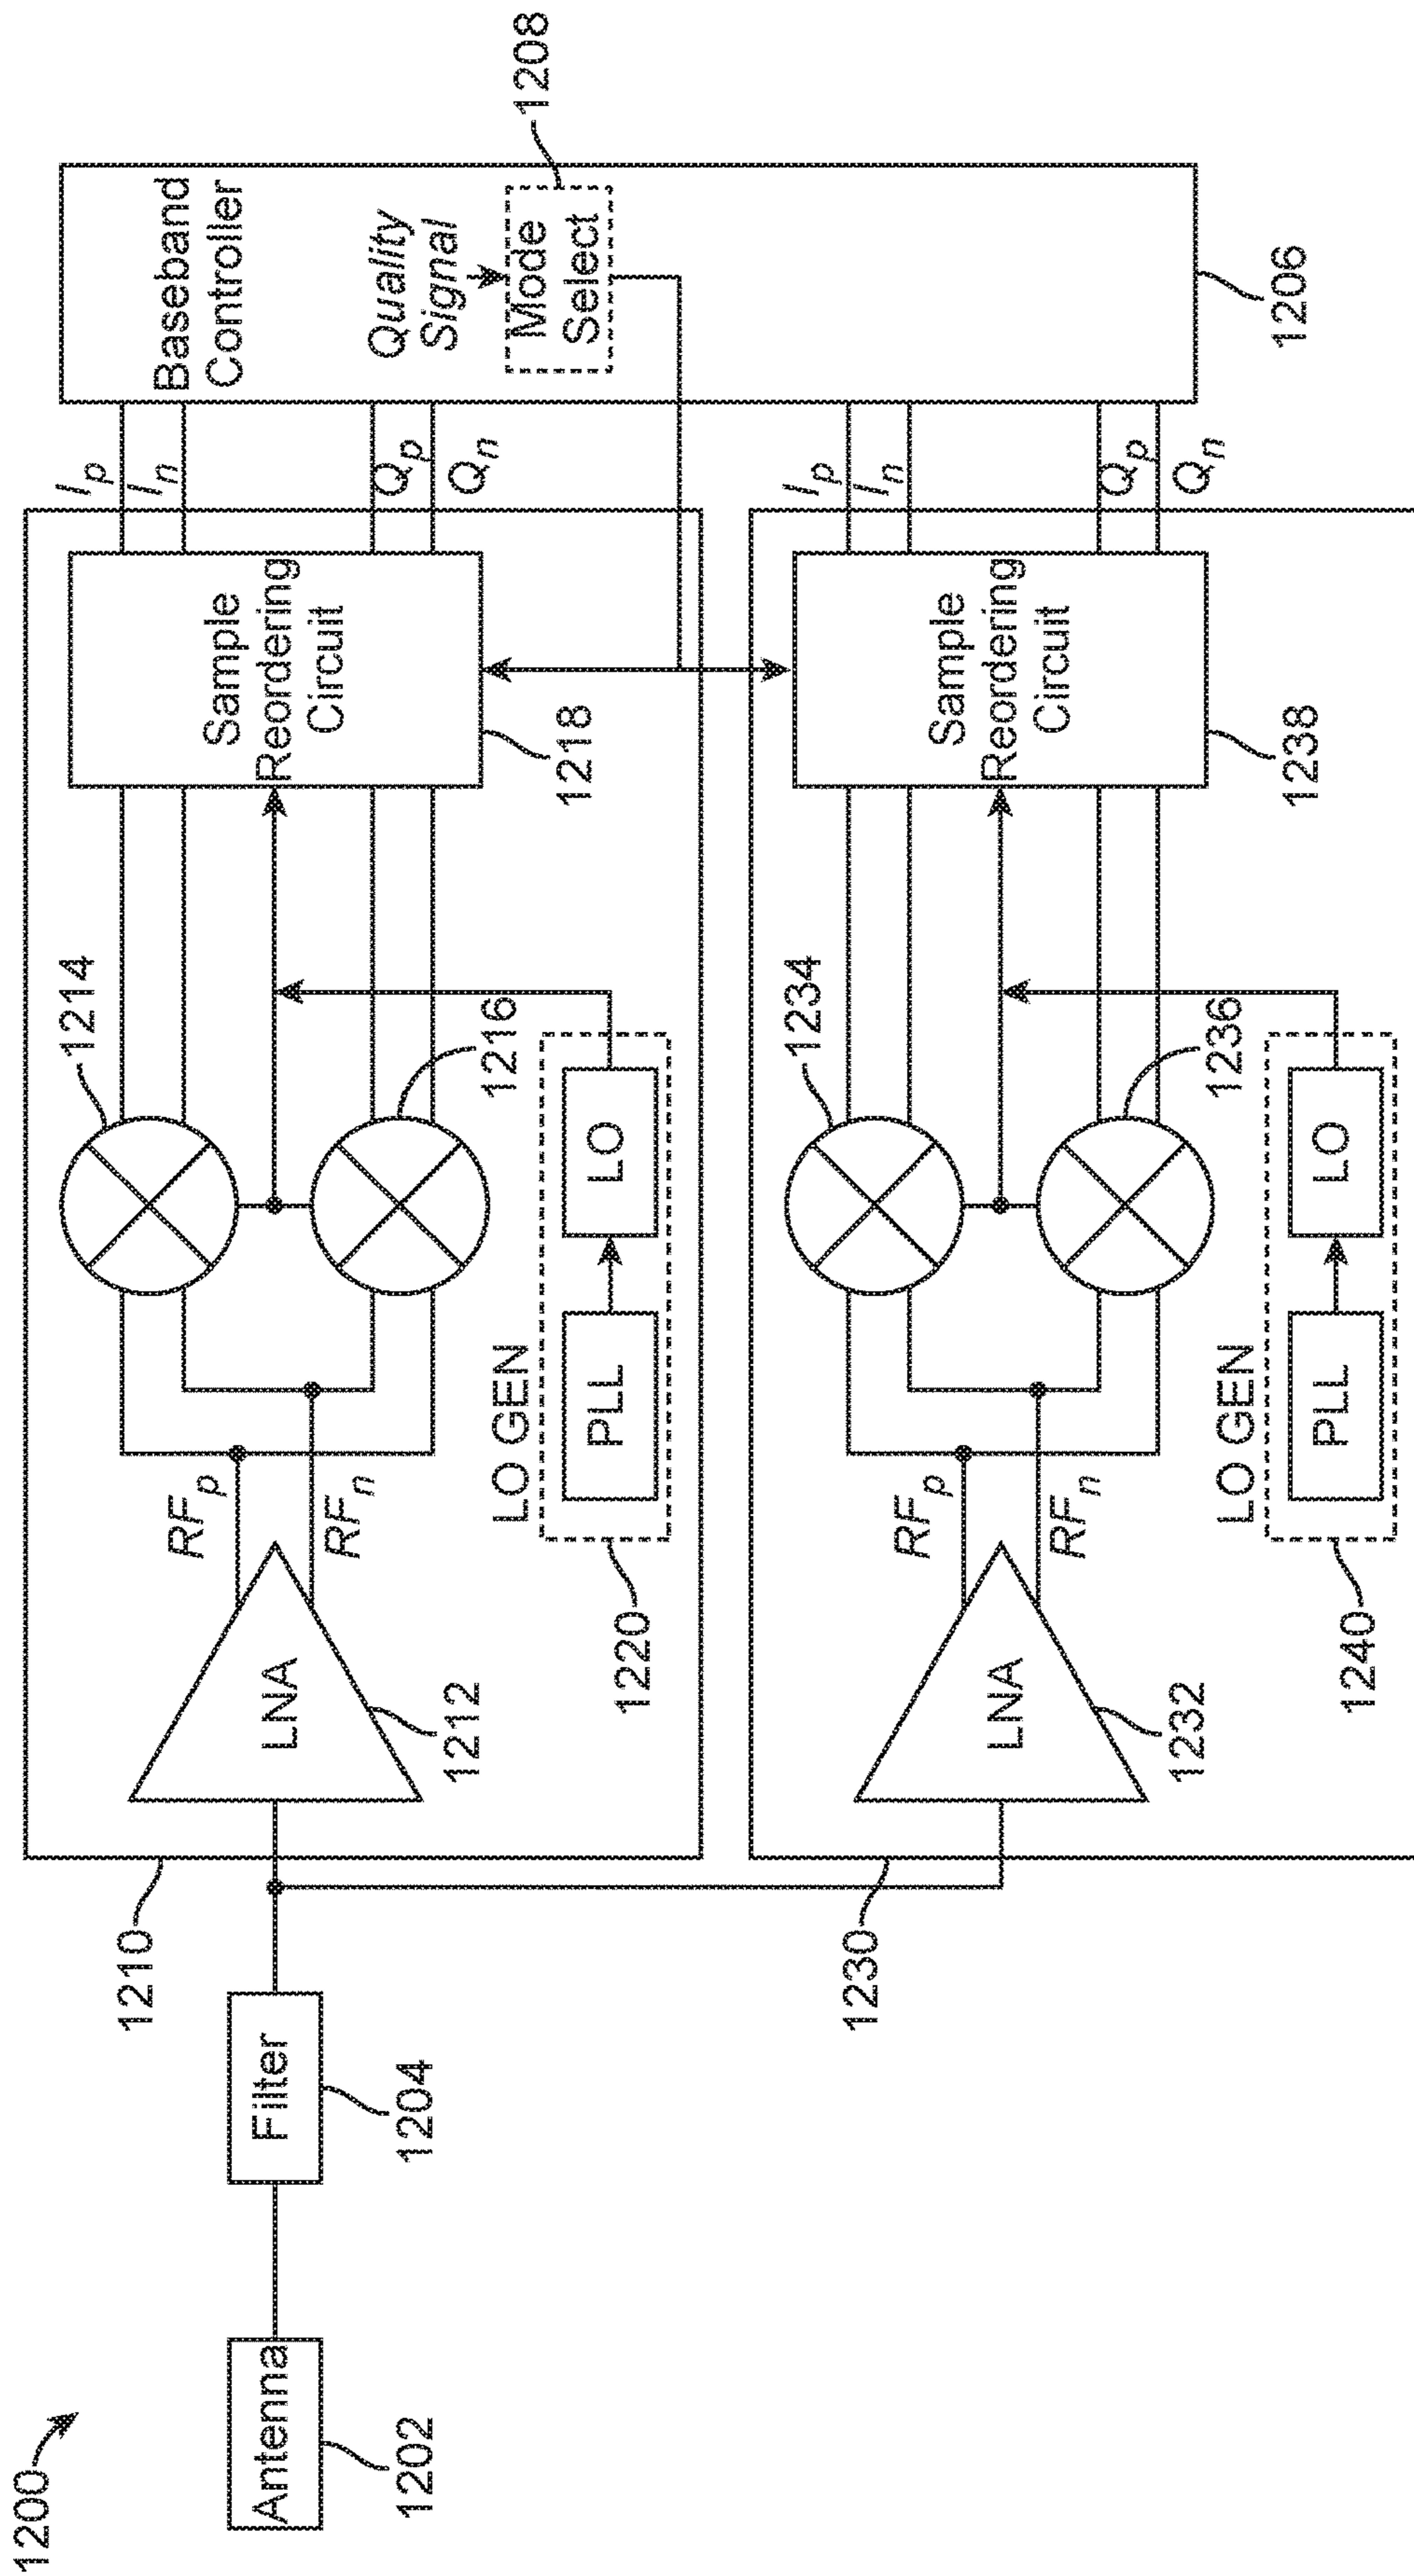 1200
Antenna
1202
Filter
1204
1210
LNA
1212
RFp
RFn
1214
1216
LO GEN
PLL
LO
1220
Sample
Reordering
Circuit
1218
Ip
In
Qp
Qn
Baseband
Controller
Quality
Signal
Mode
Select
1208
1206
1230
LNA
1232
RFp
RFn
1234
1236
LO GEN
PLL
LO
1240
Sample
Reordering
Circuit
1238
Ip
In
Qp
Qn